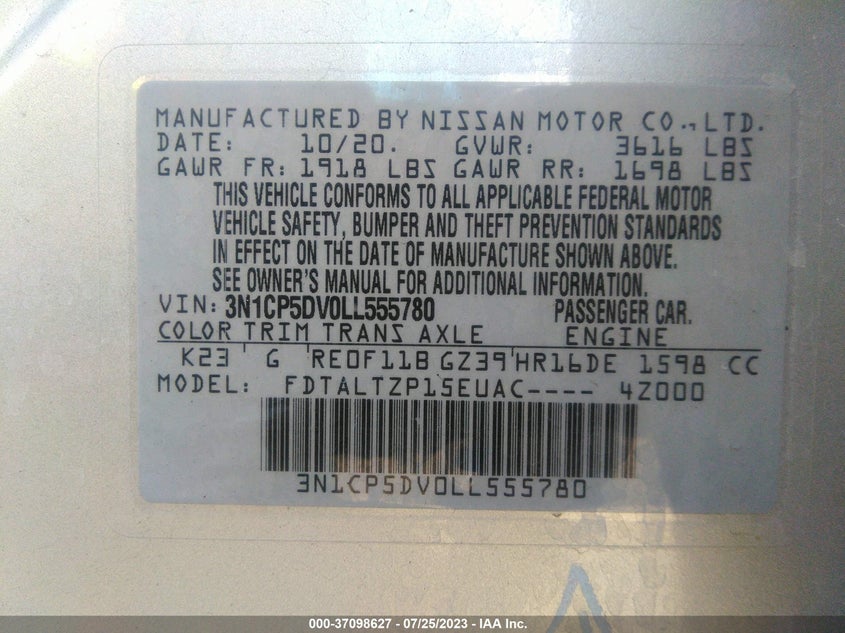 MANUFACTURED BY NISSAN MOTOR CO.,LTD.
DATE: 10/20. GVWR: 3616 LBS
GAWR FR: 1918 LBS GAWR RR: 1698 LBS
THIS VEHICLE CONFORMS TO ALL APPLICABLE FEDERAL MOTOR
VEHICLE SAFETY, BUMPER AND THEFT PREVENTION STANDARDS
IN EFFECT ON THE DATE OF MANUFACTURE SHOWN ABOVE.
SEE OWNER'S MANUAL FOR ADDITIONAL INFORMATION.
VIN: 3N1CP5DV0LL555780 PASSENGER CAR.
COLOR TRIM TRANS AXLE ENGINE
K23 G RE0F11B GZ39 HR16DE 1598 CC
MODEL: FDTALTZP15EUAC---- 4Z000
3N1CP5DV0LL555780
000-37098627 - 07/25/2023 - IAA Inc.